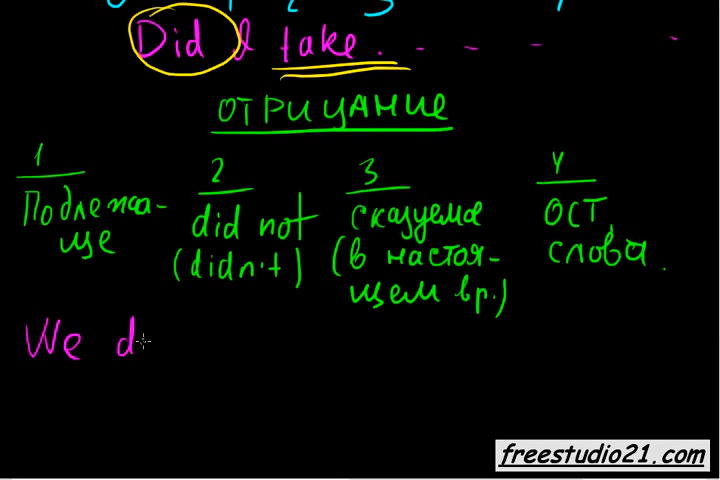 Did I take . - - - -
ОТРИЦАНИЕ
1 2 3 4
Подлежа- did not сказуемое ОСТ.
ще (didn't) (в настоя- слова.
щем вр.)
We d
freestudio21.com